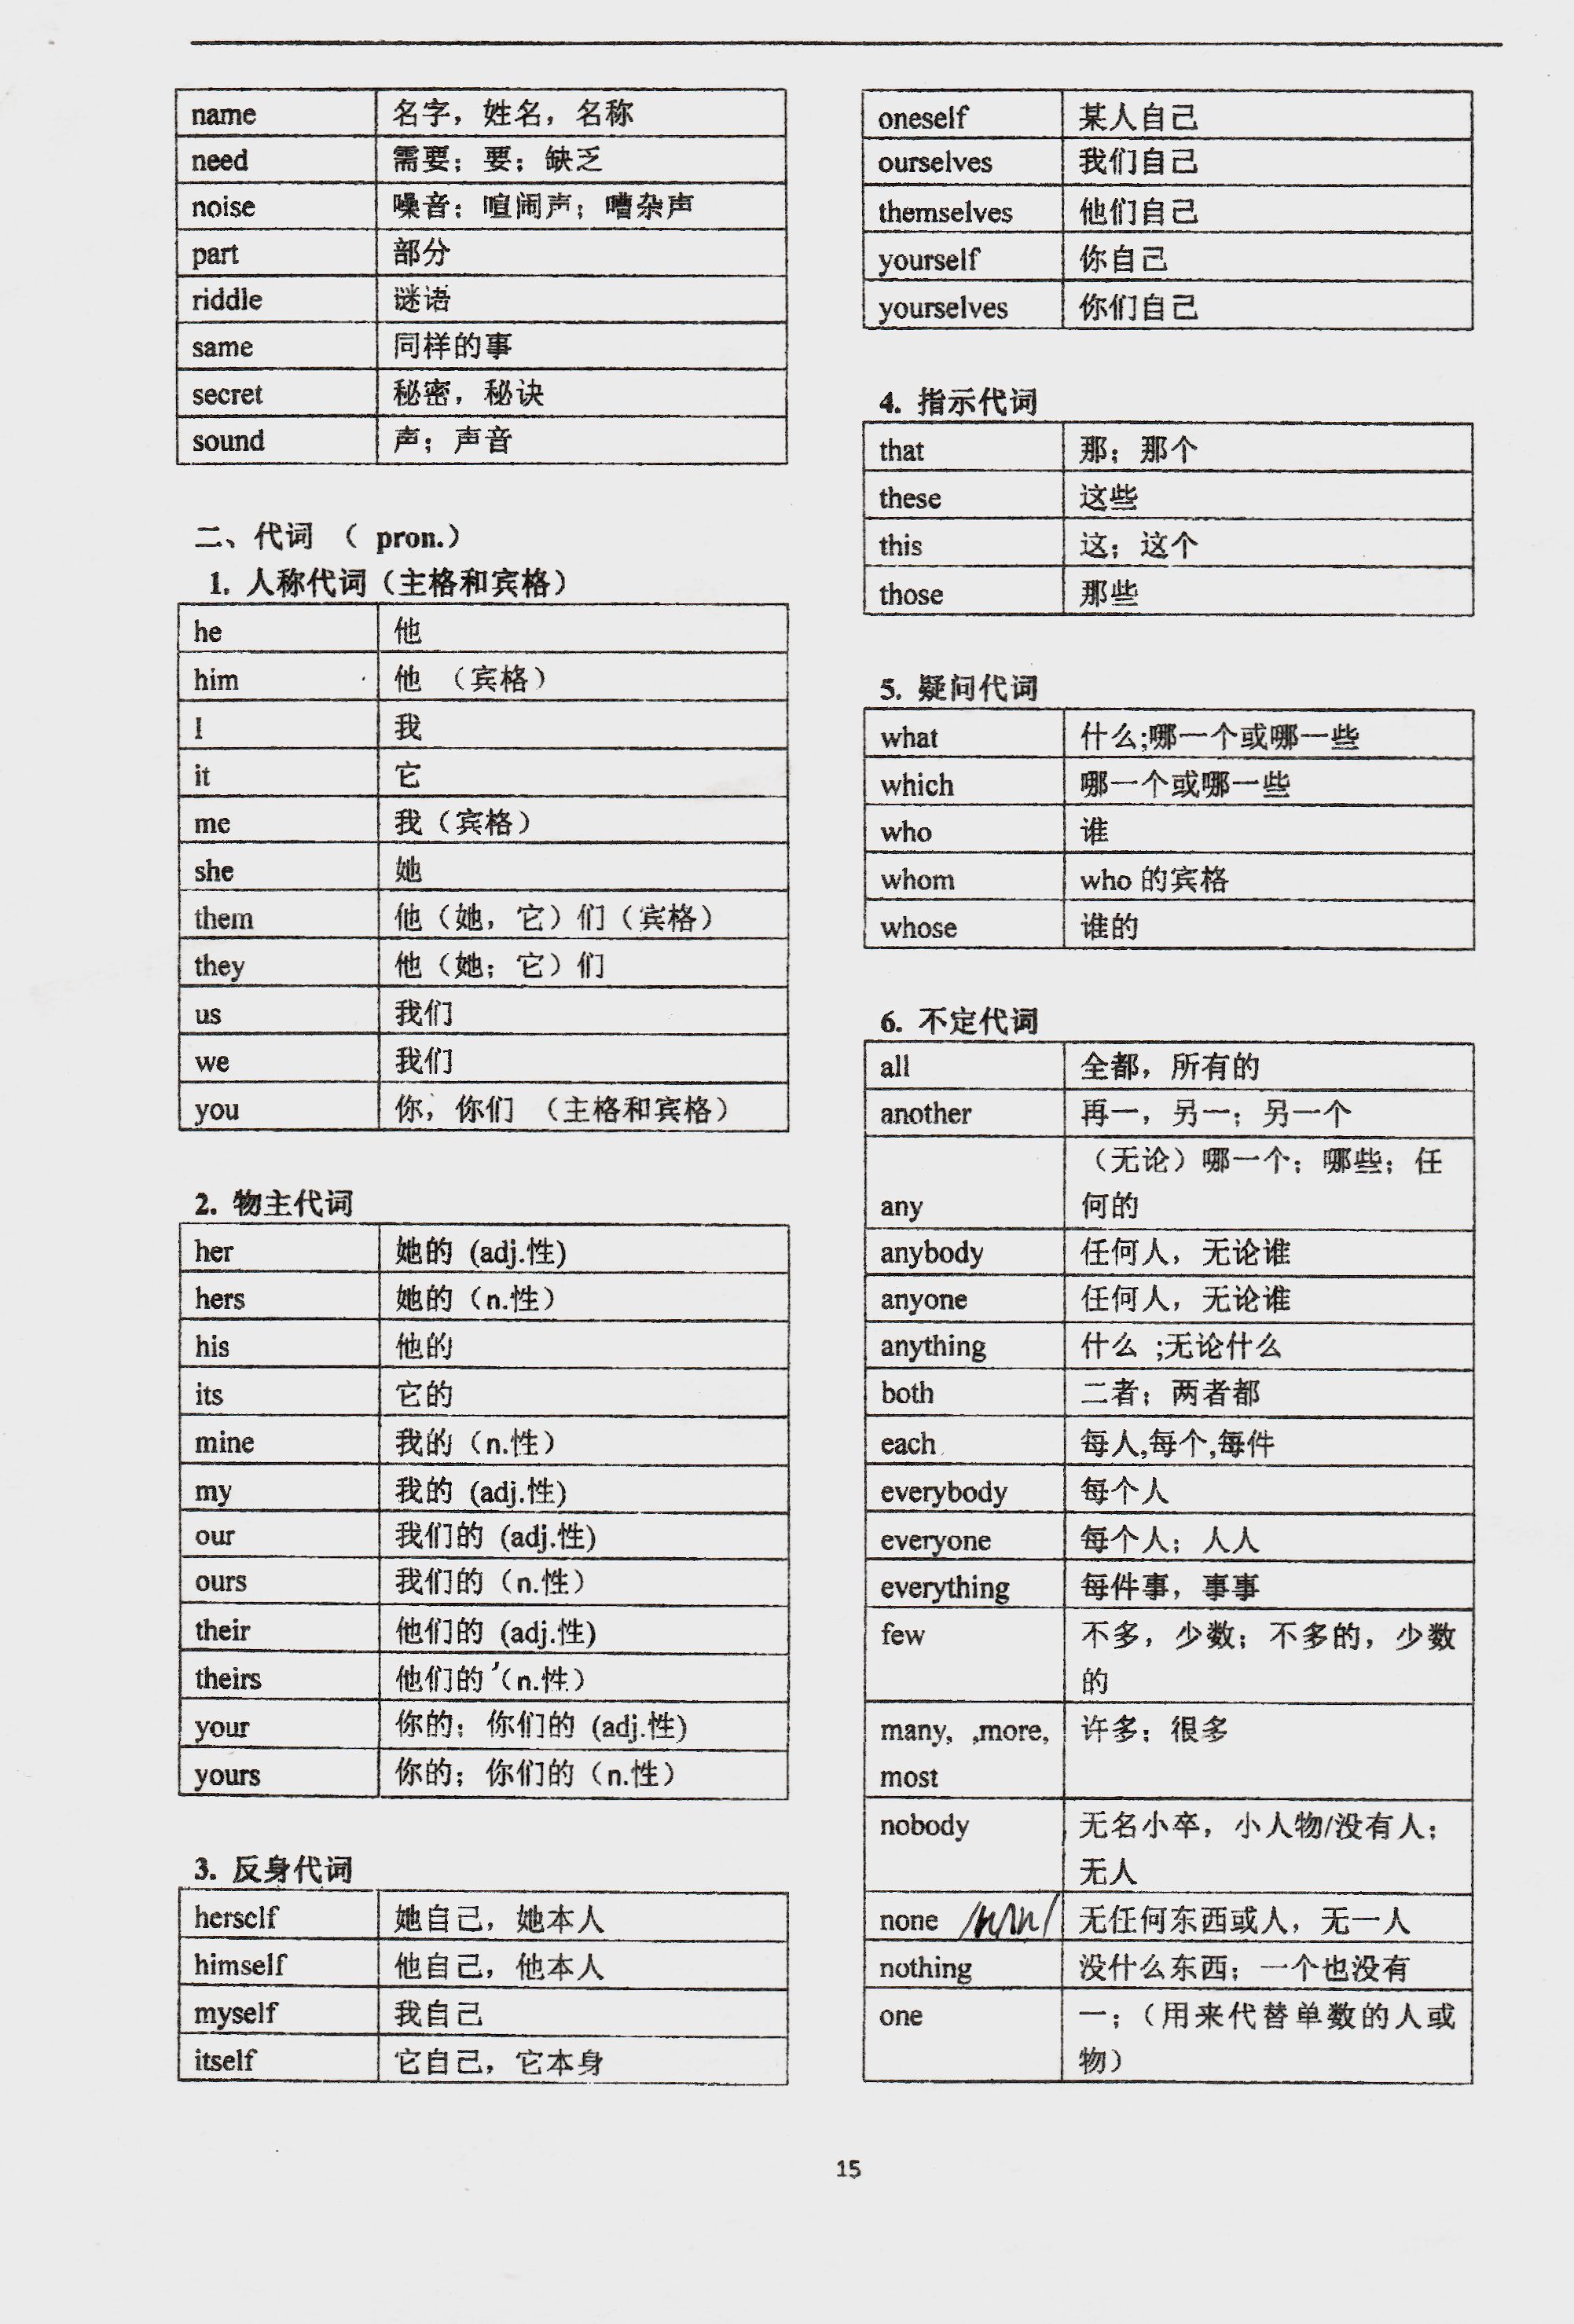 name 名字，姓名，名称
need 需要；要；缺乏
noise 噪音；喧闹声；嘈杂声
part 部分
riddle 谜语
same 同样的事
secret 秘密，秘诀
sound 声；声音
二、代词 （ pron.）
1. 人称代词（主格和宾格）
he 他
him 他 （宾格）
I 我
it 它
me 我（宾格）
she 她
them 他（她，它）们（宾格）
they 他（她；它）们
us 我们
we 我们
you 你，你们 （主格和宾格）
2. 物主代词
her 她的 (adj.性)
hers 她的（n.性）
his 他的
its 它的
mine 我的（n.性）
my 我的 (adj.性)
our 我们的 (adj.性)
ours 我们的（n.性）
their 他们的 (adj.性)
theirs 他们的（n.性）
your 你的；你们的 (adj.性)
yours 你的；你们的（n.性）
3. 反身代词
herself 她自己，她本人
himself 他自己，他本人
myself 我自己
itself 它自己，它本身
oneself 某人自己
ourselves 我们自己
themselves 他们自己
yourself 你自己
yourselves 你们自己
4. 指示代词
that 那；那个
these 这些
this 这；这个
those 那些
5. 疑问代词
what 什么;哪一个或哪一些
which 哪一个或哪一些
who 谁
whom who 的宾格
whose 谁的
6. 不定代词
all 全都，所有的
another 再一，另一；另一个
（无论）哪一个；哪些；任
any 何的
anybody 任何人，无论谁
anyone 任何人，无论谁
anything 什么 ;无论什么
both 二者；两者都
each 每人,每个,每件
everybody 每个人
everyone 每个人；人人
everything 每件事，事事
few 不多，少数；不多的，少数
的
many, ,more, 许多；很多
most
nobody 无名小卒，小人物/没有人；
无人
none 无任何东西或人，无一人
nothing 没什么东西；一个也没有
one 一；（用来代替单数的人或
物）
15